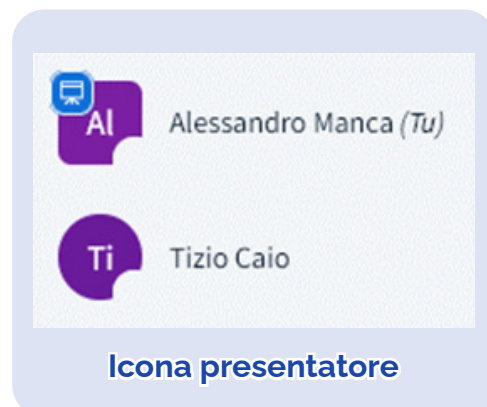 Al Alessandro Manca (Tu)
Ti Tizio Caio
Icona presentatore